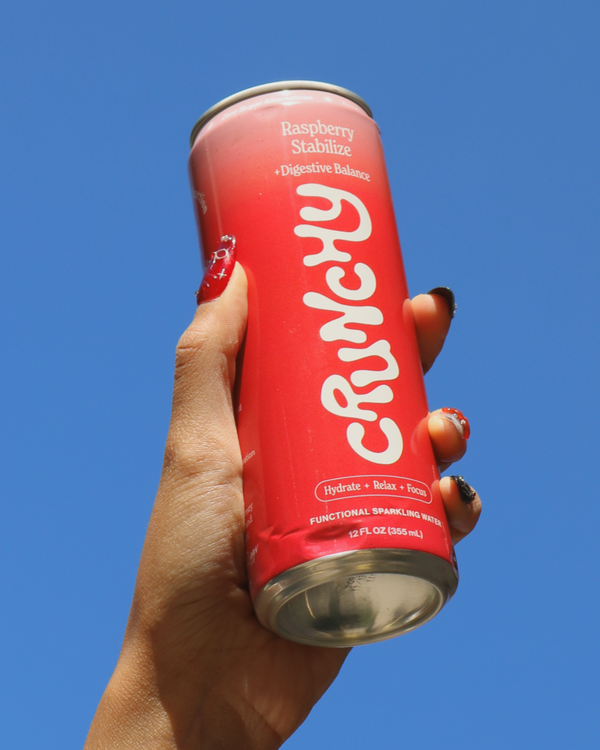 Raspberry
Stabilize
+Digestive Balance
CRUNCHY
Hydrate + Relax + Focus
FUNCTIONAL SPARKLING WATER
12 FL OZ (355 mL)